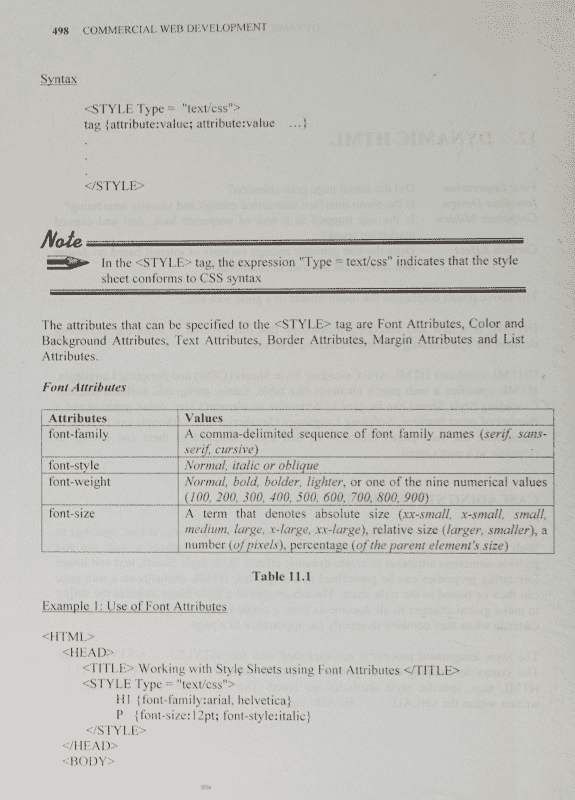 498 COMMERCIAL WEB DEVELOPMENT
Syntax
<STYLE Type = "text/css">
tag {attribute:value; attribute:value ...}
.
.
.
</STYLE>
Note
In the <STYLE> tag, the expression "Type = text/css" indicates that the style
sheet conforms to CSS syntax
The attributes that can be specified to the <STYLE> tag are Font Attributes, Color and
Background Attributes, Text Attributes, Border Attributes, Margin Attributes and List
Attributes.
Font Attributes
Attributes Values
font-family A comma-delimited sequence of font family names (serif, sans-
serif, cursive)
font-style Normal, italic or oblique
font-weight Normal, bold, bolder, lighter, or one of the nine numerical values
(100, 200, 300, 400, 500, 600, 700, 800, 900)
font-size A term that denotes absolute size (xx-small, x-small, small,
medium, large, x-large, xx-large), relative size (larger, smaller), a
number (of pixels), percentage (of the parent element's size)
Table 11.1
Example 1: Use of Font Attributes
<HTML>
<HEAD>
<TITLE> Working with Style Sheets using Font Attributes </TITLE>
<STYLE Type = "text/css">
H1 {font-family:arial, helvetica}
P {font-size:12pt; font-style:italic}
</STYLE>
</HEAD>
<BODY>